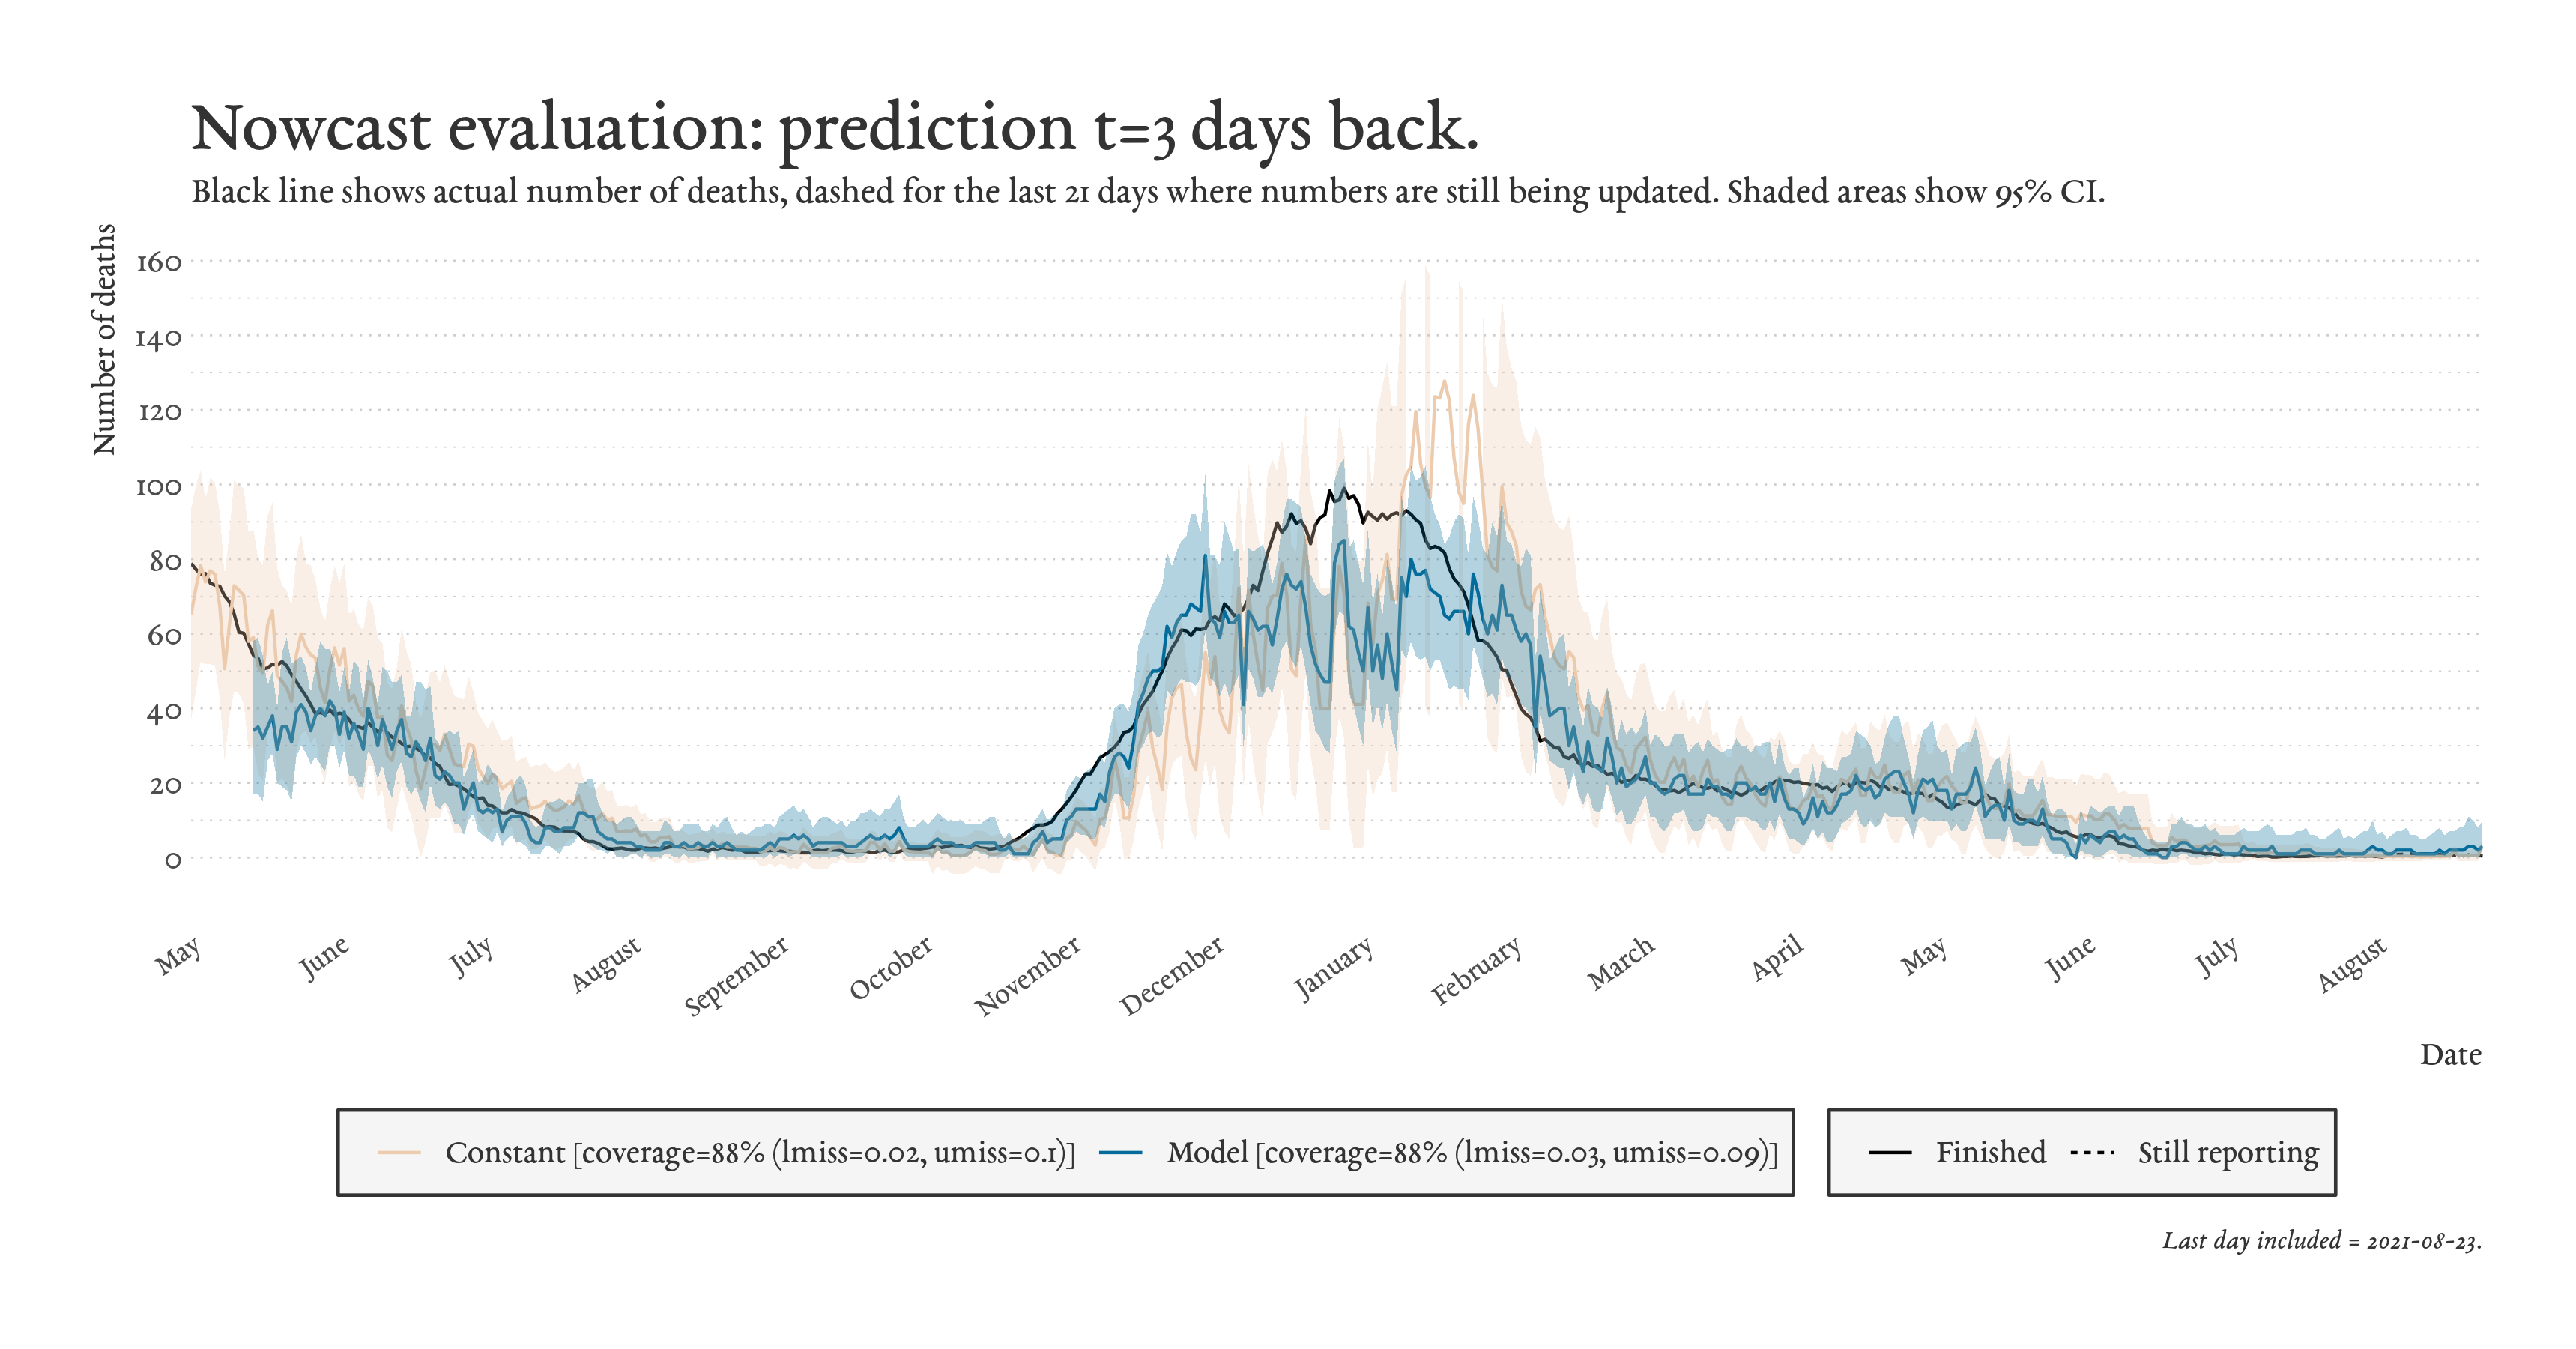 Nowcast evaluation: prediction t=3 days back.
Black line shows actual number of deaths, dashed for the last 21 days where numbers are still being updated. Shaded areas show 95% CI.
Number of deaths
160
140
120
100
80
60
40
20
0
May
June
July
August
September
October
November
December
January
February
March
April
May
June
July
August
Date
Constant [coverage=88% (lmiss=0.02, umiss=0.1)]
Model [coverage=88% (lmiss=0.03, umiss=0.09)]
Finished
Still reporting
Last day included = 2021-08-23.